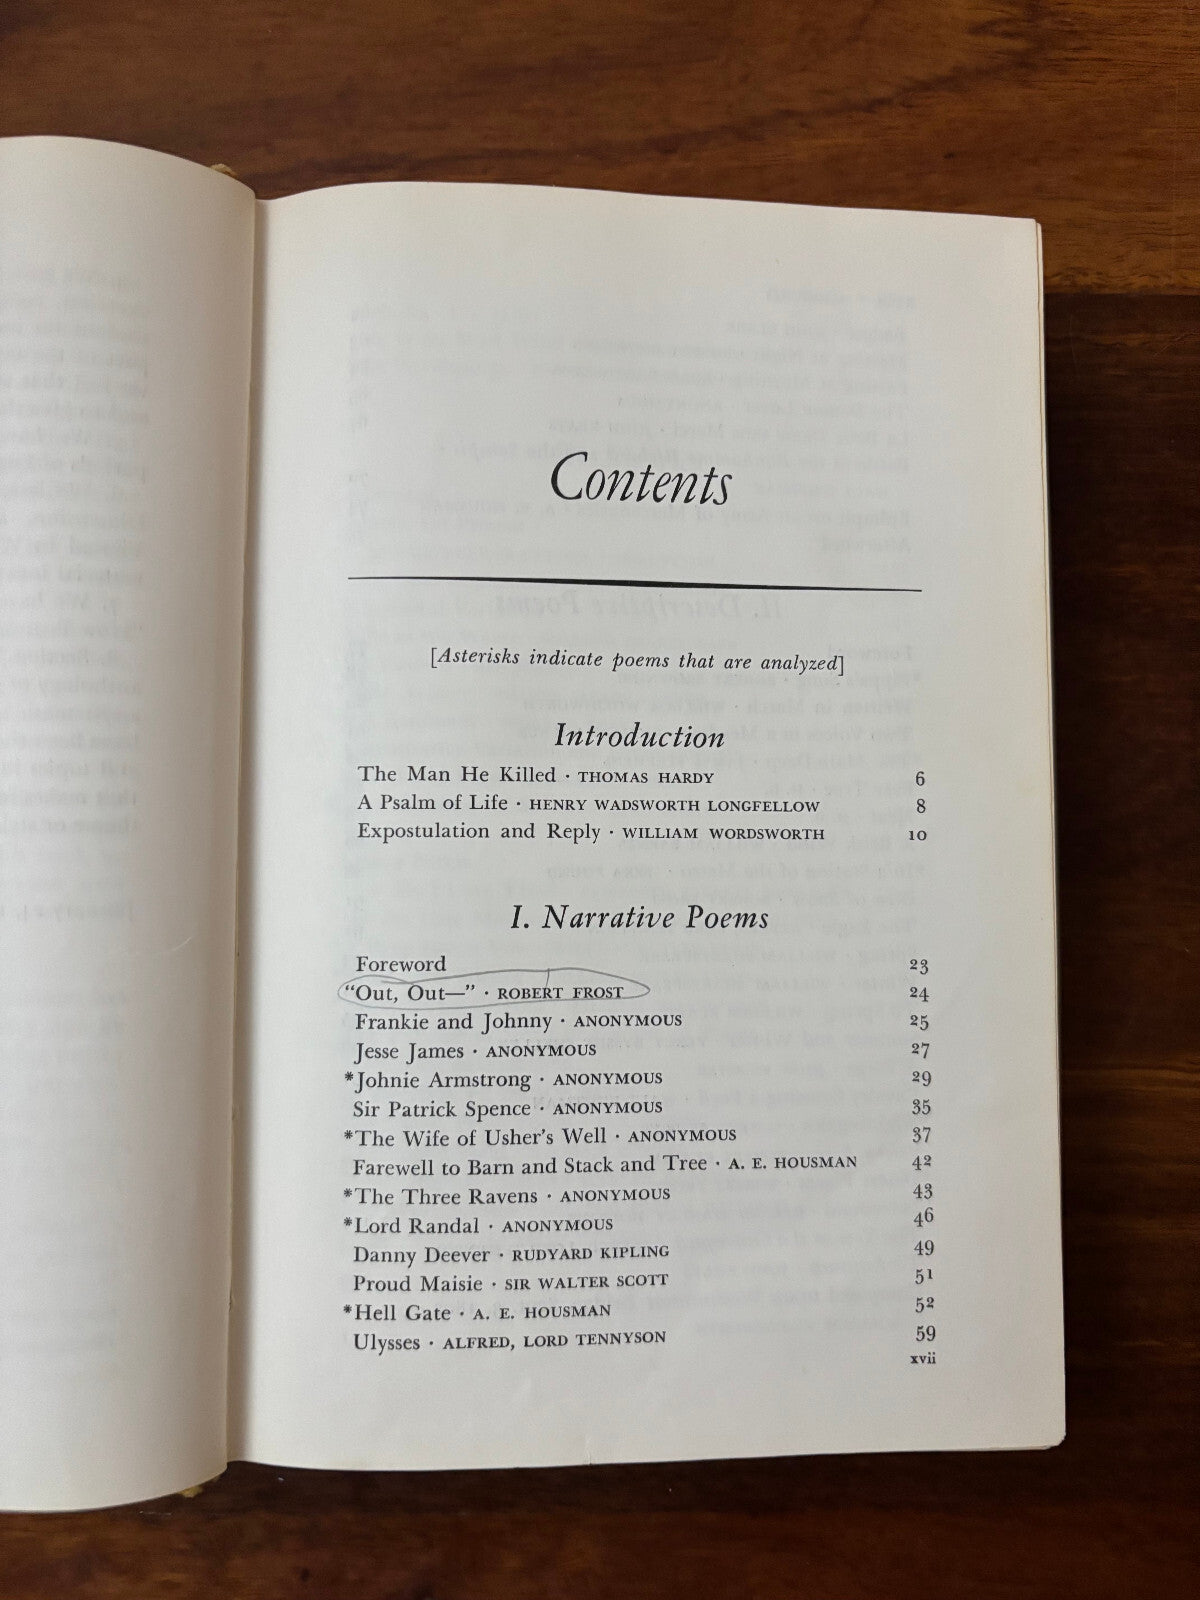 Contents
[Asterisks indicate poems that are analyzed]
Introduction
The Man He Killed · THOMAS HARDY 6
A Psalm of Life · HENRY WADSWORTH LONGFELLOW 8
Expostulation and Reply · WILLIAM WORDSWORTH 10
I. Narrative Poems
Foreword 23
"Out, Out—" · ROBERT FROST 24
Frankie and Johnny · ANONYMOUS 25
Jesse James · ANONYMOUS 27
*Johnie Armstrong · ANONYMOUS 29
Sir Patrick Spence · ANONYMOUS 35
*The Wife of Usher's Well · ANONYMOUS 37
Farewell to Barn and Stack and Tree · A. E. HOUSMAN 42
*The Three Ravens · ANONYMOUS 43
*Lord Randal · ANONYMOUS 46
Danny Deever · RUDYARD KIPLING 49
Proud Maisie · SIR WALTER SCOTT 51
*Hell Gate · A. E. HOUSMAN 52
Ulysses · ALFRED, LORD TENNYSON 59
xvii